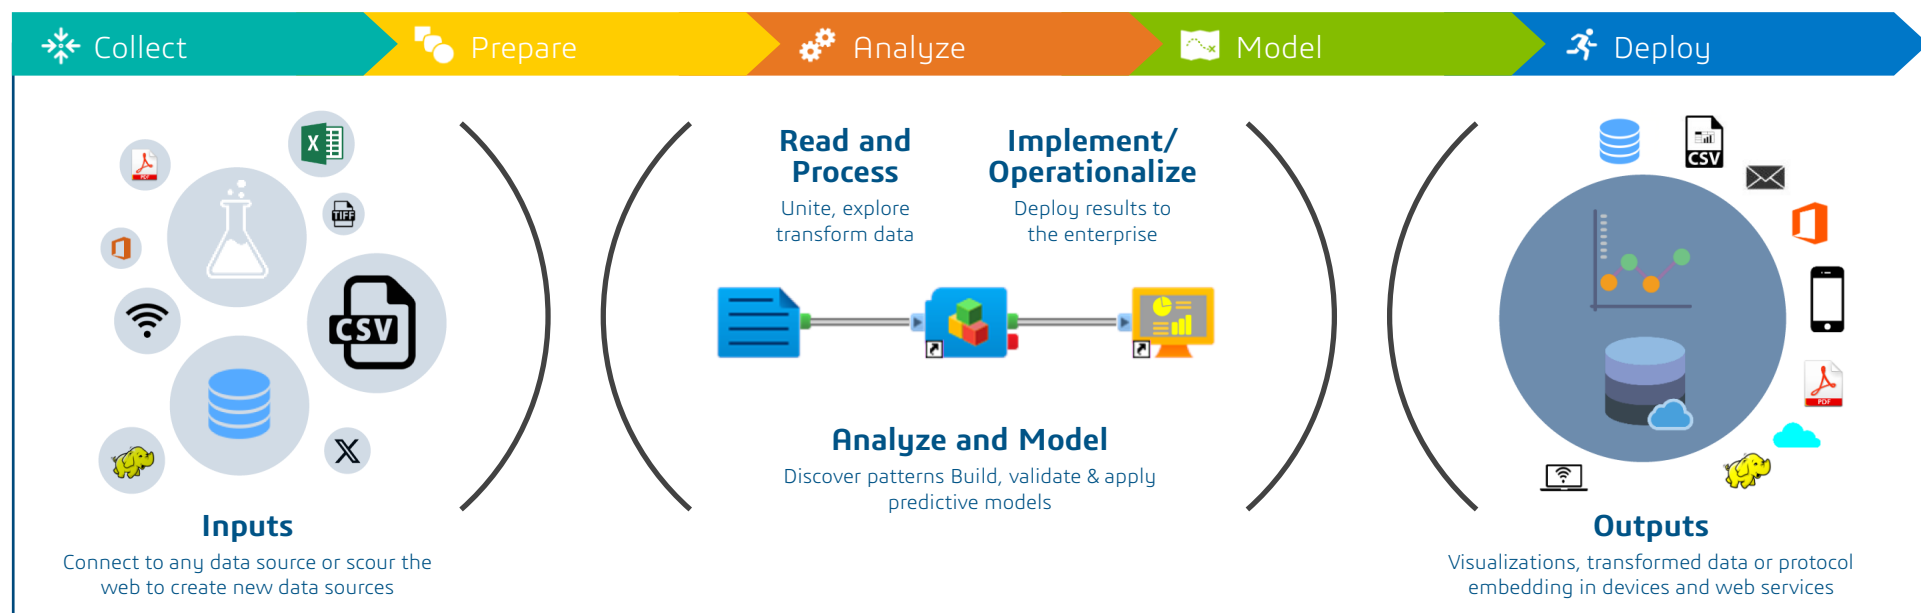 Collect
Prepare
Analyze
Model
Deploy
PDF
X
TIFF
CSV
X
Inputs
Connect to any data source or scour the
web to create new data sources
Read and
Process
Unite, explore
transform data
Implement/
Operationalize
Deploy results to
the enterprise
Analyze and Model
Discover patterns Build, validate & apply
predictive models
CSV
PDF
Outputs
Visualizations, transformed data or protocol
embedding in devices and web services